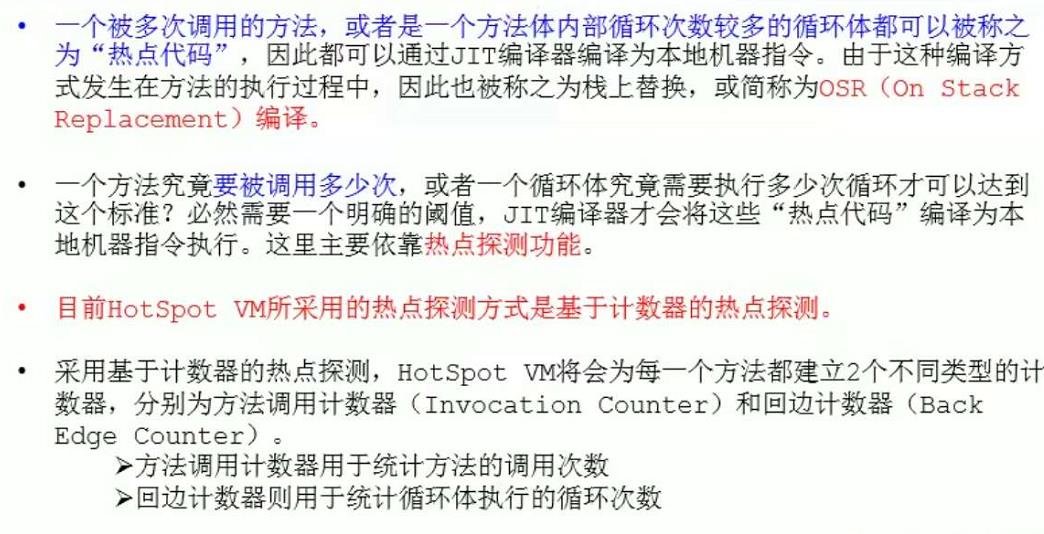 • 一个被多次调用的方法，或者是一个方法体内部循环次数较多的循环体都可以被称之
为“热点代码”，因此都可以通过JIT编译器编译为本地机器指令。由于这种编译方
式发生在方法的执行过程中，因此也被称之为栈上替换，或简称为OSR（On Stack
Replacement）编译。
• 一个方法究竟要被调用多少次，或者一个循环体究竟需要执行多少次循环才可以达到
这个标准？必然需要一个明确的阈值，JIT编译器才会将这些“热点代码”编译为本
地机器指令执行。这里主要依靠热点探测功能。
• 目前HotSpot VM所采用的热点探测方式是基于计数器的热点探测。
• 采用基于计数器的热点探测，HotSpot VM将会为每一个方法都建立2个不同类型的计
数器，分别为方法调用计数器（Invocation Counter）和回边计数器（Back
Edge Counter）。
➢方法调用计数器用于统计方法的调用次数
➢回边计数器则用于统计循环体执行的循环次数